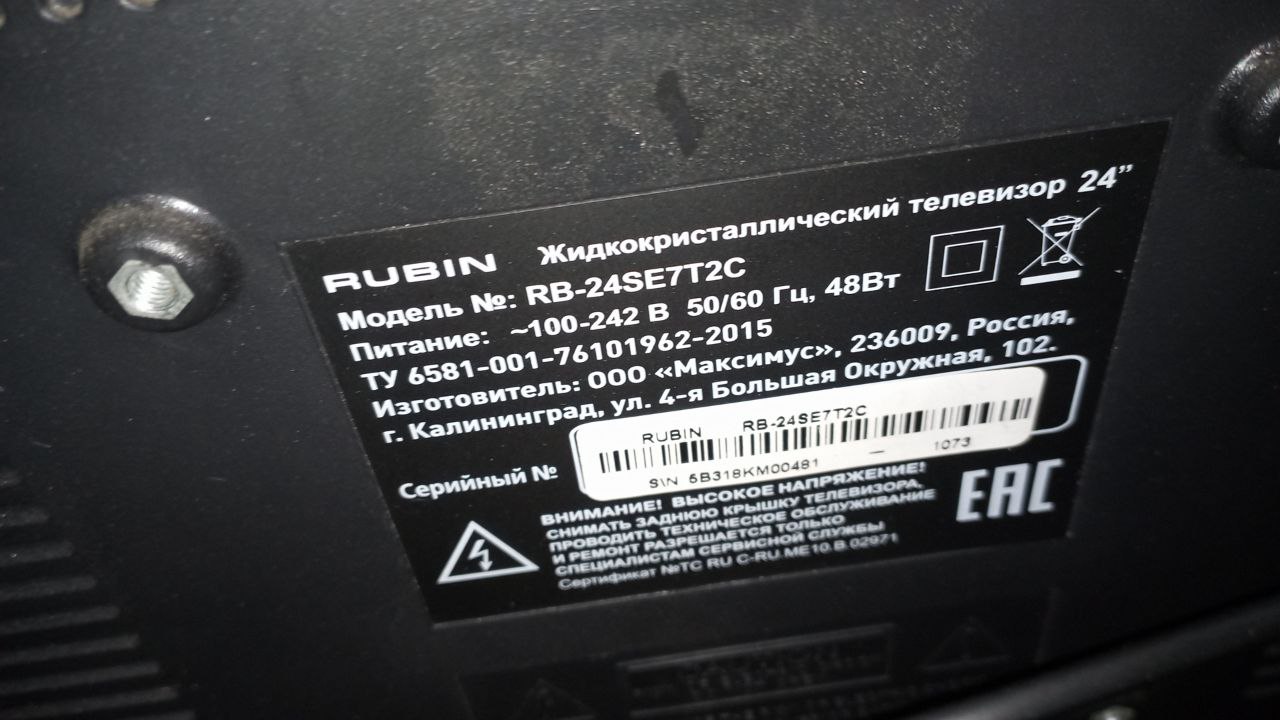 RUBIN Жидкокристаллический телевизор 24”
Модель №: RB-24SE7T2C
Питание: ~100-242 В 50/60 Гц, 48Вт
ТУ 6581-001-76101962-2015
Изготовитель: ООО «Максимус», 236009, Россия,
г. Калининград, ул. 4-я Большая Окружная, 102.
Серийный №
RUBIN RB-24SE7T2C
S\N 5B318KM00481 — 1073
ВНИМАНИЕ! ВЫСОКОЕ НАПРЯЖЕНИЕ!
СНИМАТЬ ЗАДНЮЮ КРЫШКУ ТЕЛЕВИЗОРА,
ПРОВОДИТЬ ТЕХНИЧЕСКОЕ ОБСЛУЖИВАНИЕ
И РЕМОНТ РАЗРЕШАЕТСЯ ТОЛЬКО
СПЕЦИАЛИСТАМ СЕРВИСНОЙ СЛУЖБЫ
Сертификат №ТС RU C-RU.ME10.B.02971
EAC